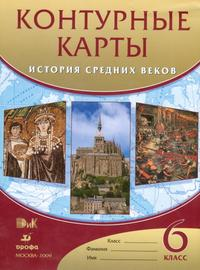 КОНТУРНЫЕ
КАРТЫ
ИСТОРИЯ СРЕДНИХ ВЕКОВ
ДиК
дрофа
МОСКВА·2009
Класс
Фамилия
Имя
6
КЛАСС